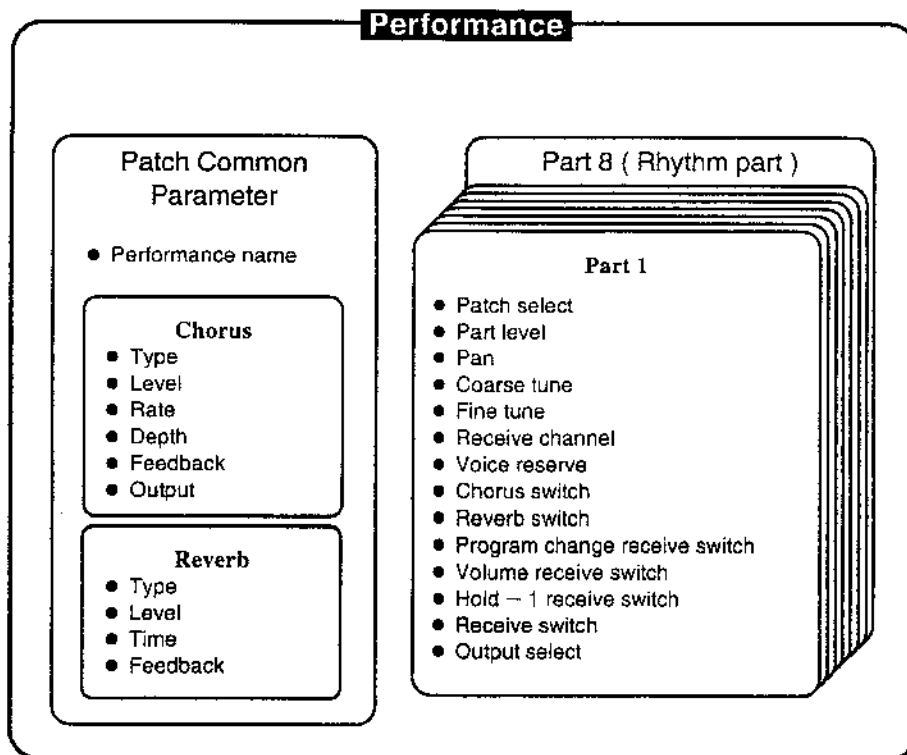 Performance
Patch Common
Parameter
● Performance name
Chorus
● Type
● Level
● Rate
● Depth
● Feedback
● Output
Reverb
● Type
● Level
● Time
● Feedback
Part 8 ( Rhythm part )
Part 1
● Patch select
● Part level
● Pan
● Coarse tune
● Fine tune
● Receive channel
● Voice reserve
● Chorus switch
● Reverb switch
● Program change receive switch
● Volume receive switch
● Hold – 1 receive switch
● Receive switch
● Output select